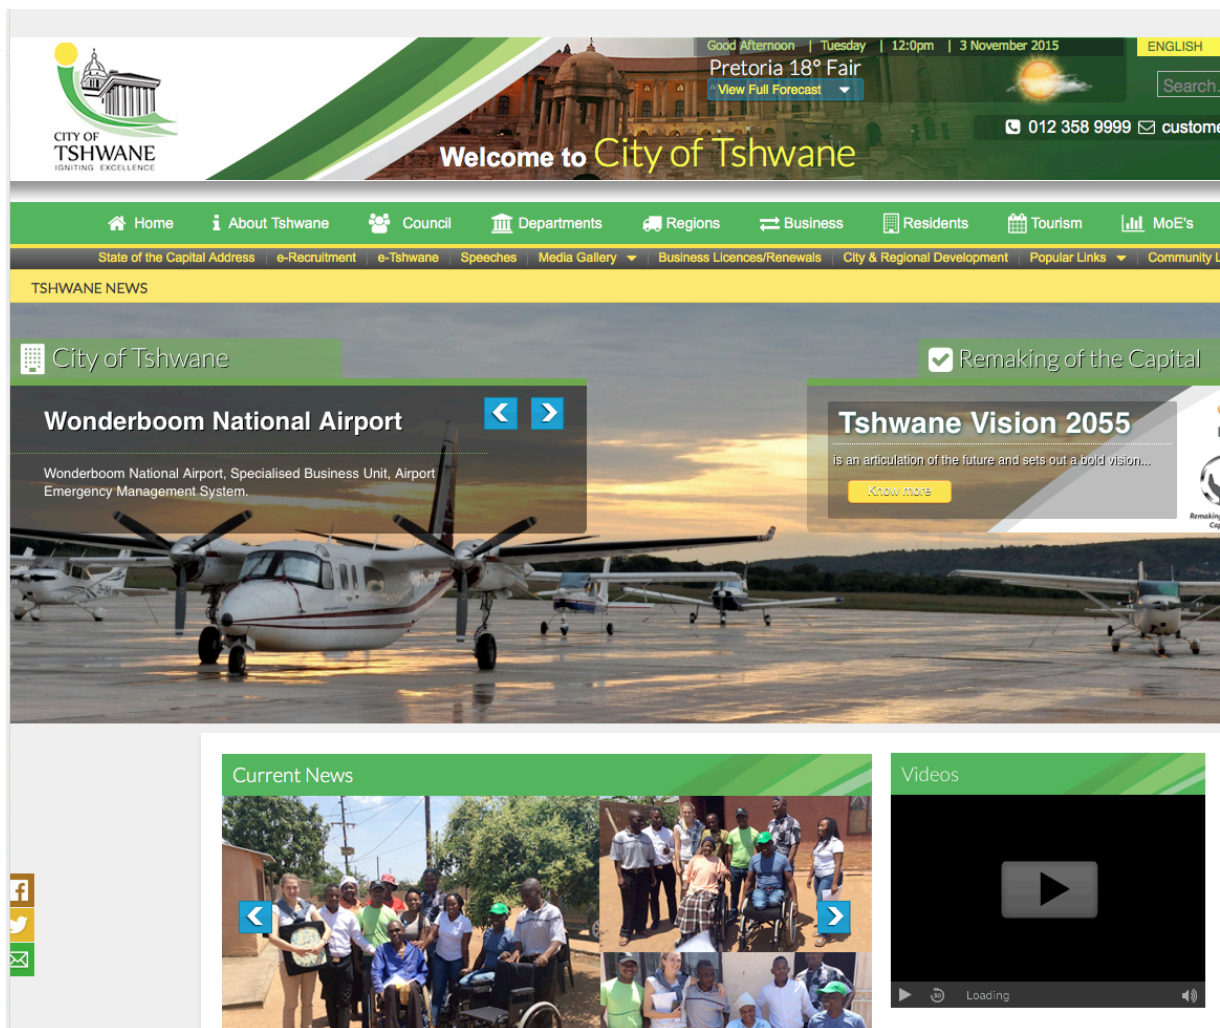 CITY OF
TSHWANE
IGNITING EXCELLENCE
Good Afternoon | Tuesday | 12:0pm | 3 November 2015
ENGLISH
Pretoria 18° Fair
View Full Forecast
Search.
012 358 9999 custome
Welcome to City of Tshwane
Home About Tshwane Council Departments Regions Business Residents Tourism MoE's
State of the Capital Address e-Recruitment e-Tshwane Speeches Media Gallery Business Licences/Renewals City & Regional Development Popular Links Community L
TSHWANE NEWS
City of Tshwane
Remaking of the Capital
Wonderboom National Airport
Wonderboom National Airport, Specialised Business Unit, Airport
Emergency Management System.
Tshwane Vision 2055
is an articulation of the future and sets out a bold vision...
Know more
Remaking
Cap
Current News
Videos
30
Loading